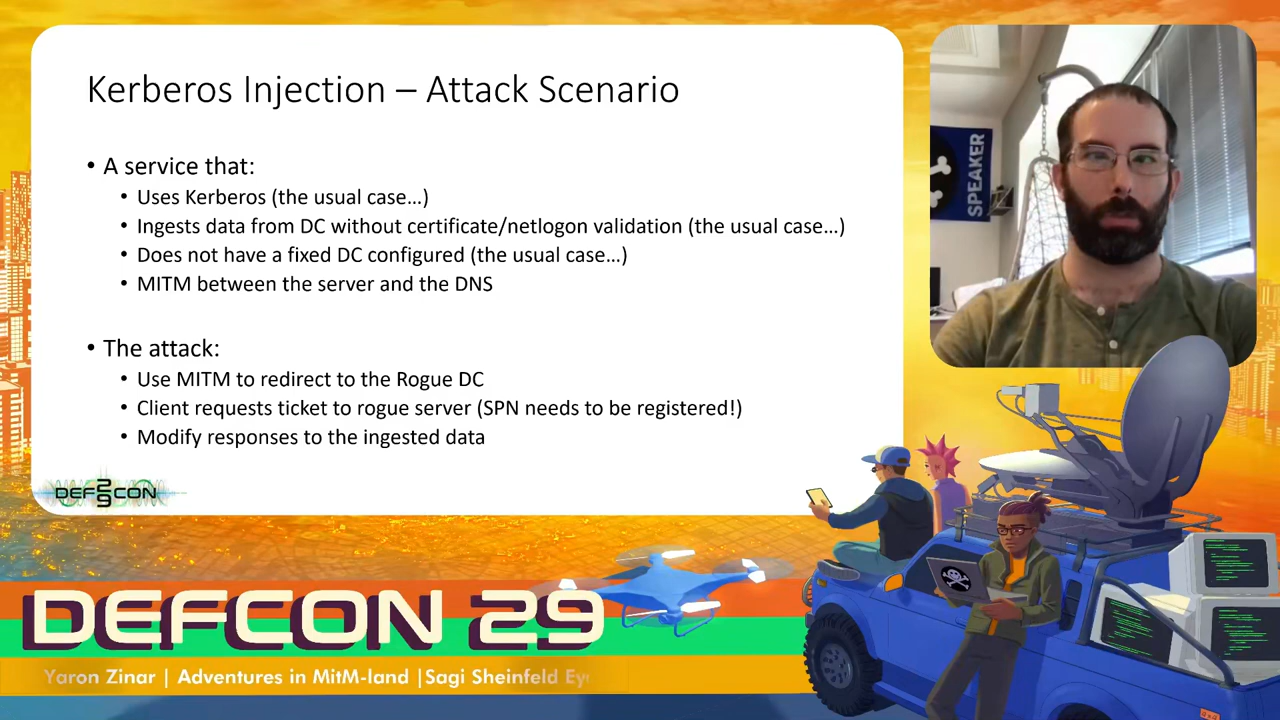 Kerberos Injection – Attack Scenario
• A service that:
• Uses Kerberos (the usual case…)
• Ingests data from DC without certificate/netlogon validation (the usual case…)
• Does not have a fixed DC configured (the usual case…)
• MITM between the server and the DNS
• The attack:
• Use MITM to redirect to the Rogue DC
• Client requests ticket to rogue server (SPN needs to be registered!)
• Modify responses to the ingested data
DEF29CON
SPEAKER
DEFCON 29
Yaron Zinar | Adventures in MitM-land |Sagi Sheinfeld Ey